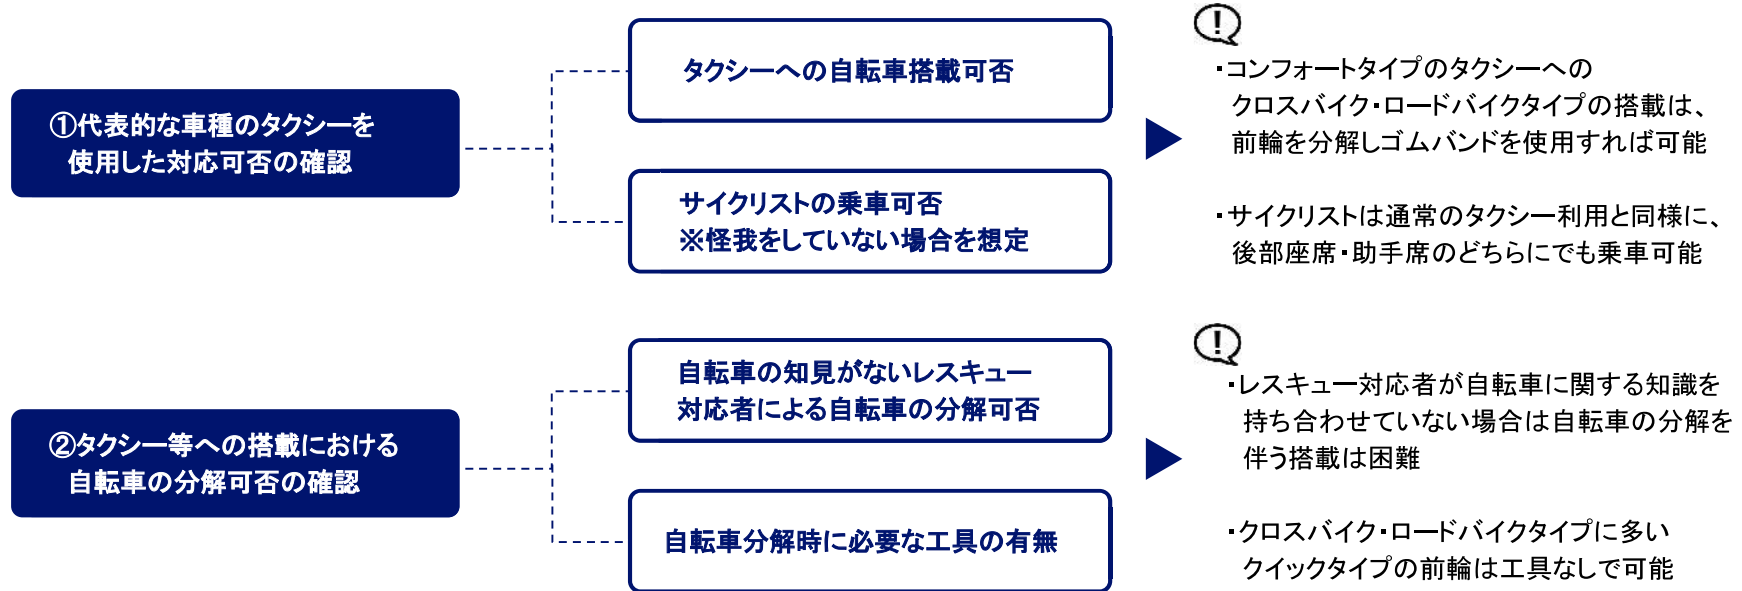 ①代表的な車種のタクシーを
使用した対応可否の確認
タクシーへの自転車搭載可否
サイクリストの乗車可否
※怪我をしていない場合を想定
・コンフォートタイプのタクシーへの
クロスバイク・ロードバイクタイプの搭載は、
前輪を分解しゴムバンドを使用すれば可能
・サイクリストは通常のタクシー利用と同様に、
後部座席・助手席のどちらにでも乗車可能
②タクシー等への搭載における
自転車の分解可否の確認
自転車の知見がないレスキュー
対応者による自転車の分解可否
自転車分解時に必要な工具の有無
・レスキュー対応者が自転車に関する知識を
持ち合わせていない場合は自転車の分解を
伴う搭載は困難
・クロスバイク・ロードバイクタイプに多い
クイックタイプの前輪は工具なしで可能